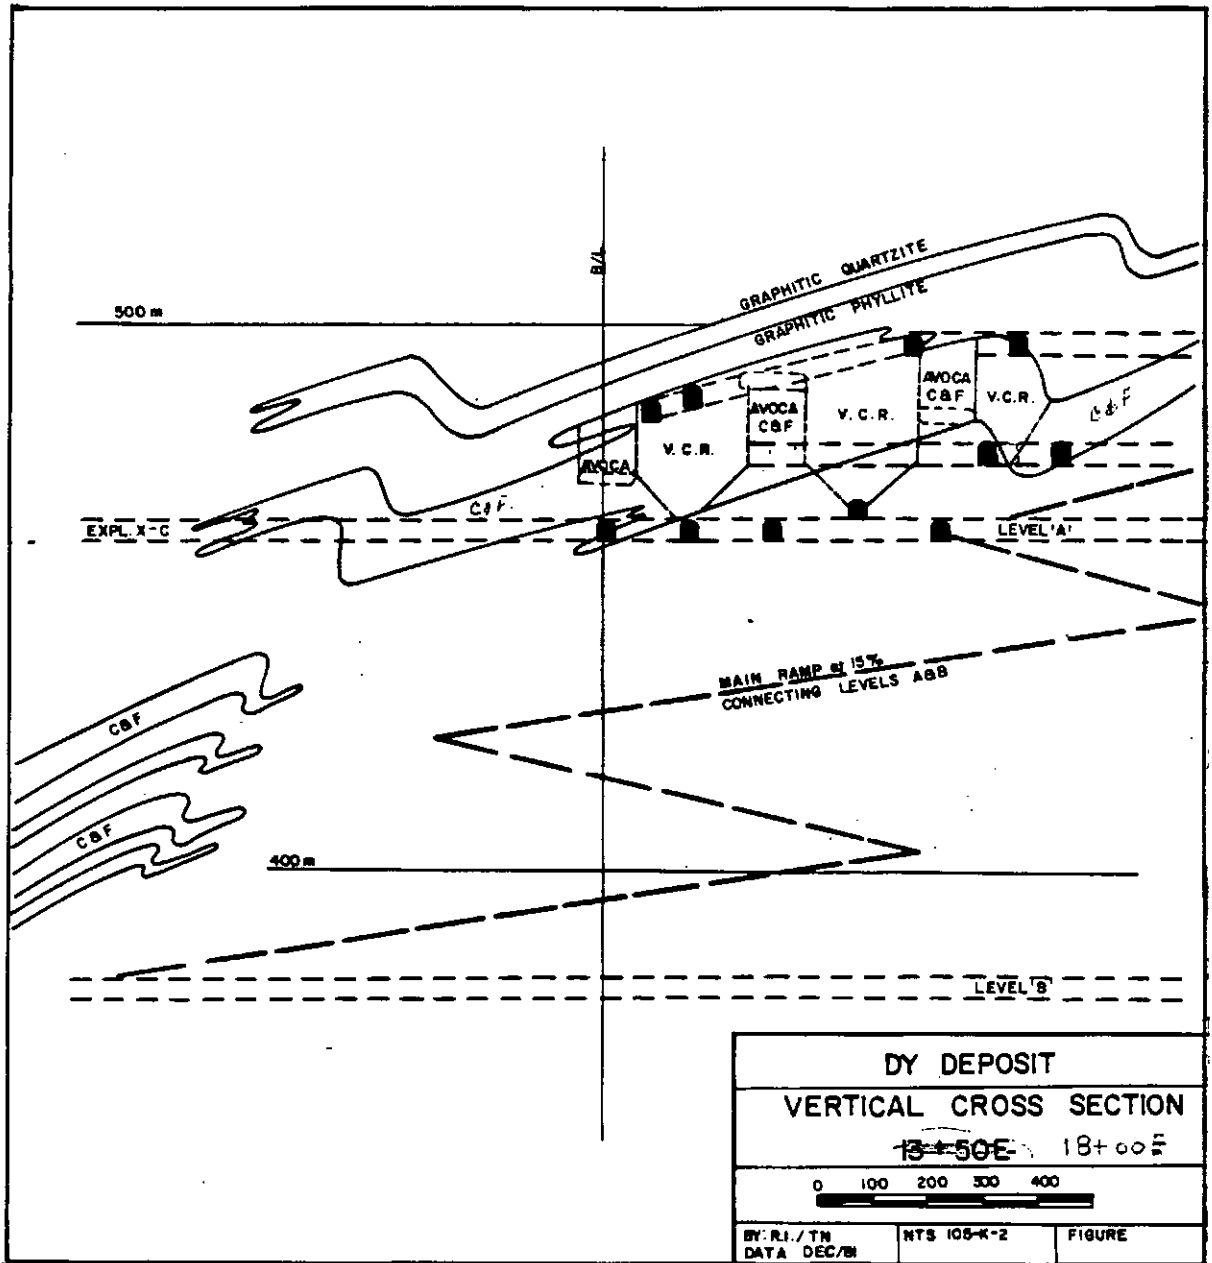 B/L
GRAPHITIC QUARTZITE
500 m
GRAPHITIC PHYLLITE
AVOCA
C&F
V.C.R.
AVOCA
C&F
V.C.R.
C&F
V.C.R.
AVOCA
C&F
EXPL. X-C
LEVEL 'A'
MAIN RAMP at 15%
CONNECTING LEVELS A&B
C&F
C&F
400 m
LEVEL 'B'
DY DEPOSIT
VERTICAL CROSS SECTION
13+50E 18+00E
0 100 200 300 400
BY: R.I./TN
DATA DEC/81
NTS 105-K-2
FIGURE